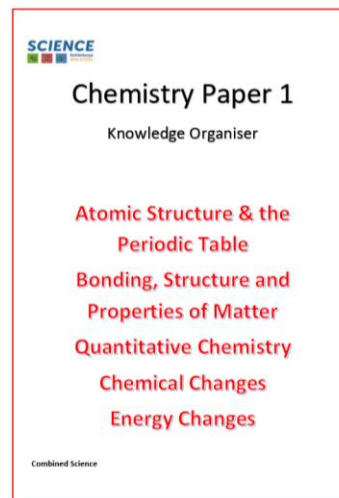 SCIENCE
Chemistry Paper 1
Knowledge Organiser
Atomic Structure & the
Periodic Table
Bonding, Structure and
Properties of Matter
Quantitative Chemistry
Chemical Changes
Energy Changes
Combined Science